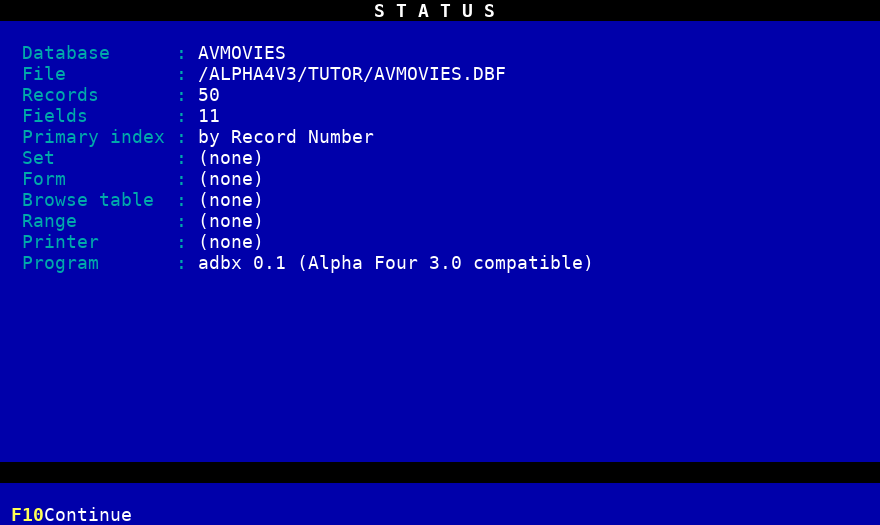 S T A T U S
Database : AVMOVIES
File : /ALPHA4V3/TUTOR/AVMOVIES.DBF
Records : 50
Fields : 11
Primary index : by Record Number
Set : (none)
Form : (none)
Browse table : (none)
Range : (none)
Printer : (none)
Program : adbx 0.1 (Alpha Four 3.0 compatible)
F10Continue